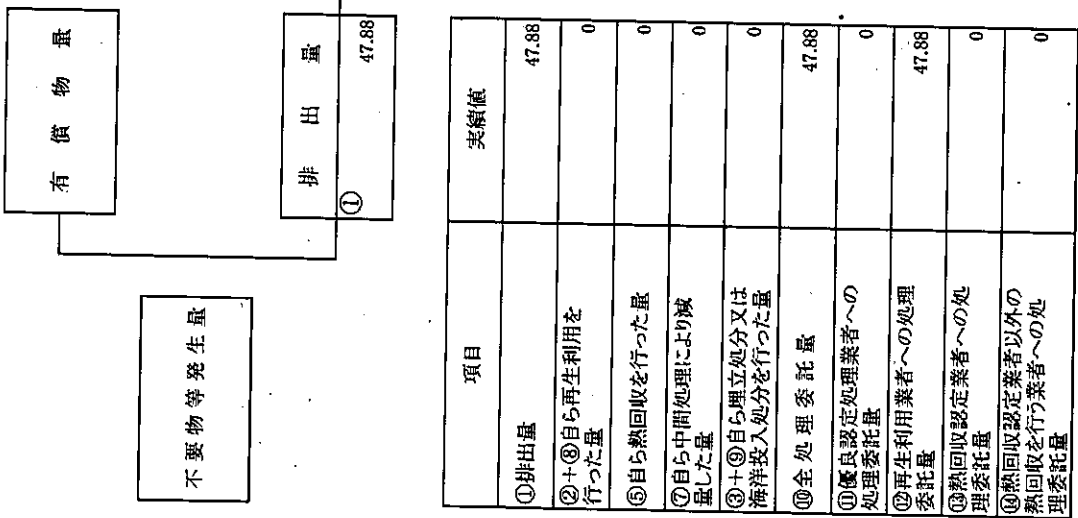 不要物等発生量
有償物量
排出量
①
47.88
項目
実績値
①排出量
47.88
②+⑧自ら再生利用を
行った量
0
⑤自ら熱回収を行った量
0
⑦自ら中間処理により減
量した量
0
③+⑨自ら埋立処分又は
海洋投入処分を行った量
0
⑩全処理委託量
47.88
⑪優良認定処理業者への
処理委託量
0
⑫再生利用業者への処理
委託量
47.88
⑬熱回収認定業者への処
理委託量
0
⑭熱回収認定業者以外の
熱回収を行う業者への処
理委託量
0